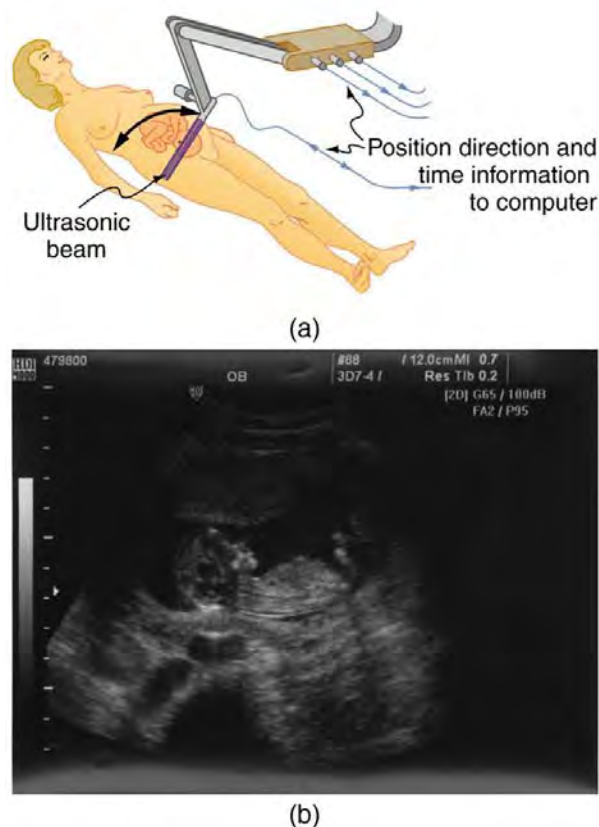 Position direction and
time information
to computer
Ultrasonic
beam
(a)
HDI
479800
OB
#88 / 12.0cm MI 0.7
3D7-4 / Res TIb 0.2
[2D] G65 / 100dB
FA2 / P95
(b)